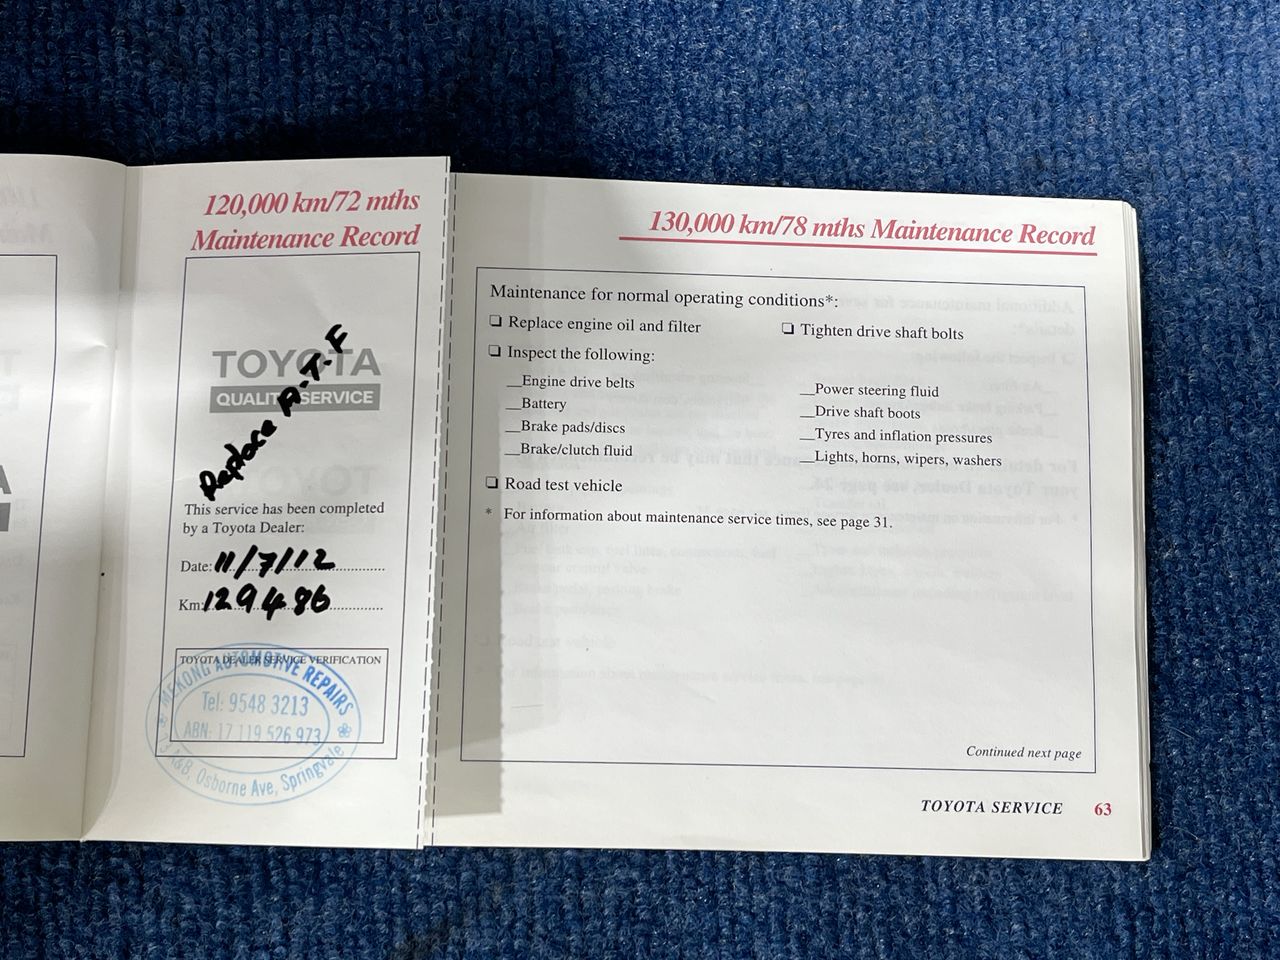 120,000 km/72 mths
Maintenance Record
TOYOTA
QUALITY SERVICE
Replace A.T.F
This service has been completed
by a Toyota Dealer:
Date: 11/7/12
Km: 129486
TOYOTA DEALER SERVICE VERIFICATION
MEKONG AUTOMOTIVE REPAIRS
Tel: 9548 3213
ABN: 17 119 526 973
73 A&B, Osborne Ave, Springvale
130,000 km/78 mths Maintenance Record
Maintenance for normal operating conditions*:
❑ Replace engine oil and filter
❑ Tighten drive shaft bolts
❑ Inspect the following:
__Engine drive belts
__Battery
__Brake pads/discs
__Brake/clutch fluid
__Power steering fluid
__Drive shaft boots
__Tyres and inflation pressures
__Lights, horns, wipers, washers
❑ Road test vehicle
* For information about maintenance service times, see page 31.
Continued next page
TOYOTA SERVICE 63